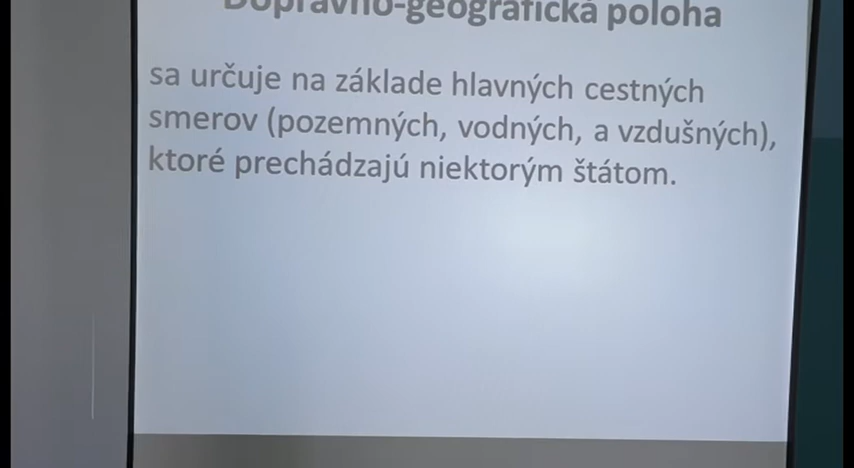 Dopravno-geografická poloha
sa určuje na základe hlavných cestných
smerov (pozemných, vodných, a vzdušných),
ktoré prechádzajú niektorým štátom.